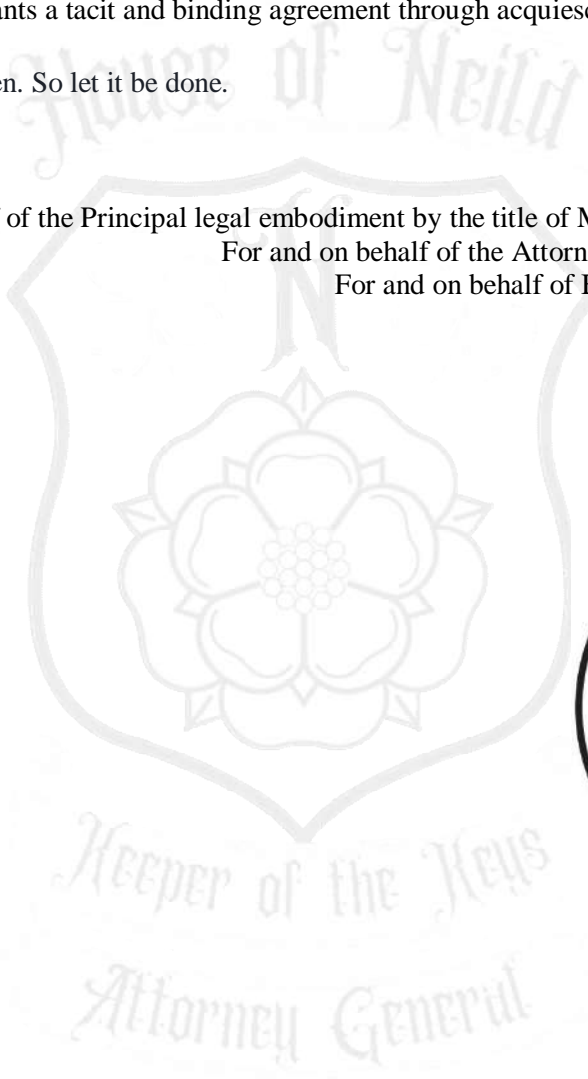 ants a tacit and binding agreement through acquiesc
en. So let it be done.
House of Neild
of the Principal legal embodiment by the title of M
For and on behalf of the Attorn
For and on behalf of
N
Keeper of the Keys
Attorney General